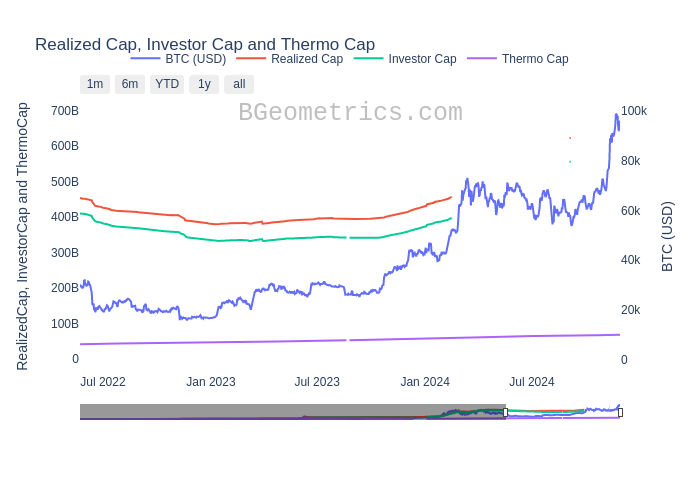 Realized Cap, Investor Cap and Thermo Cap
BTC (USD) Realized Cap Investor Cap Thermo Cap
1m 6m YTD 1y all
BGeometrics.com
700B
600B
500B
400B
300B
200B
100B
0
RealizedCap, InvestorCap and ThermoCap
100k
80k
60k
40k
20k
0
BTC (USD)
Jul 2022 Jan 2023 Jul 2023 Jan 2024 Jul 2024